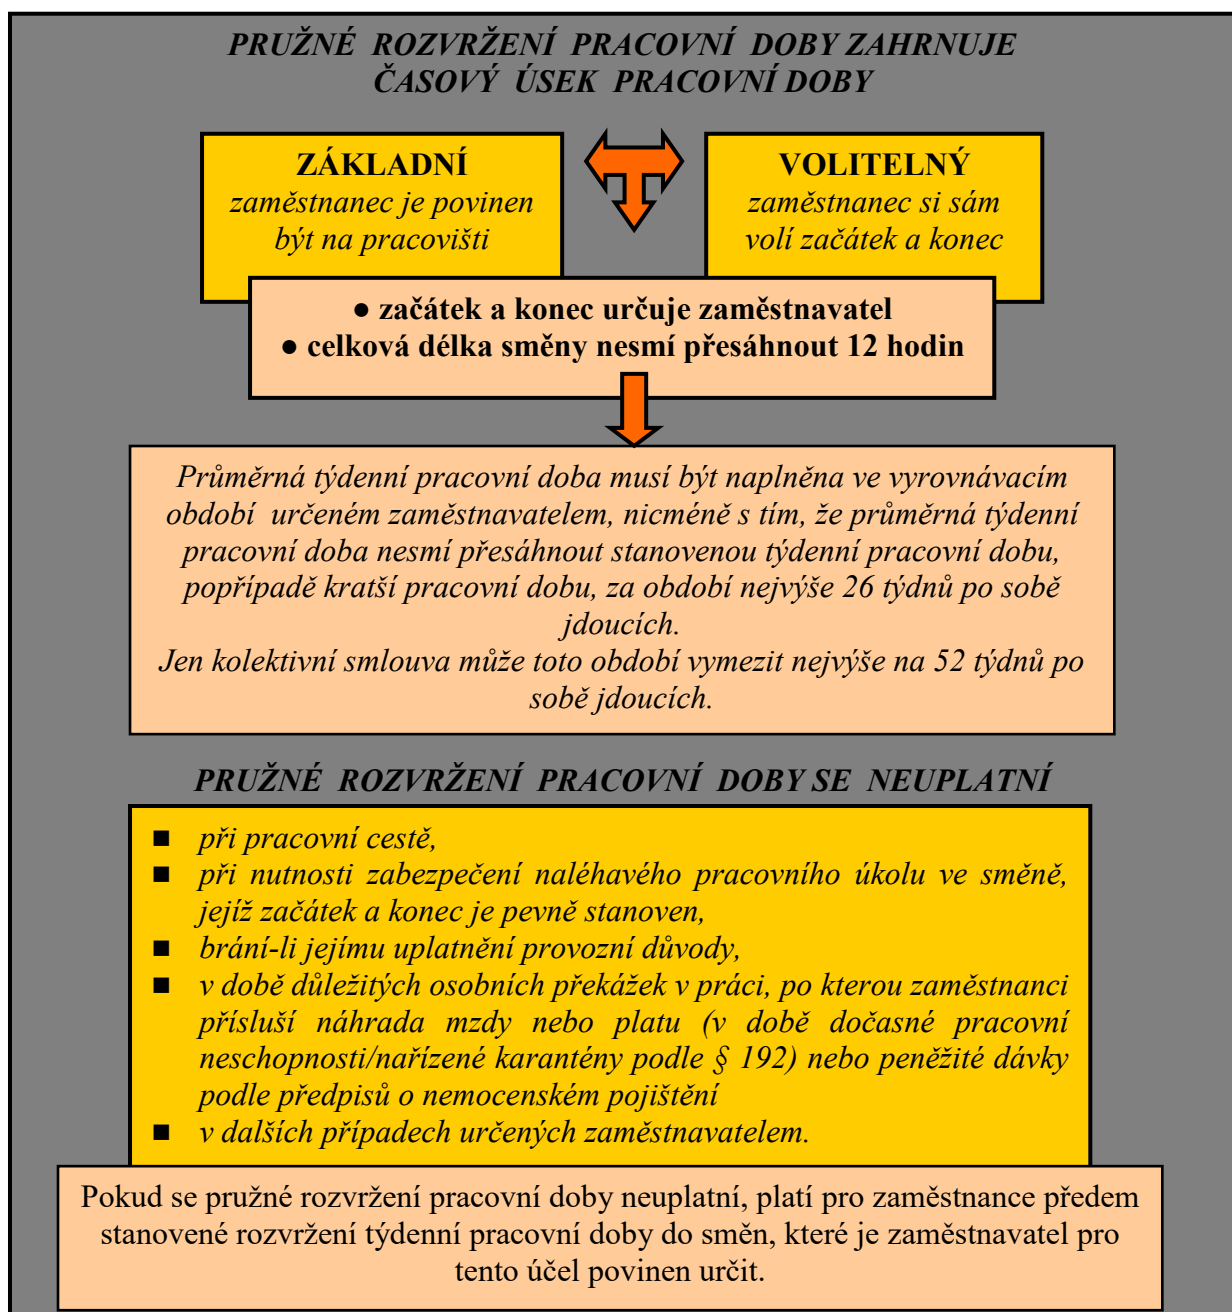 PRUŽNÉ ROZVRŽENÍ PRACOVNÍ DOBY ZAHRNUJE
ČASOVÝ ÚSEK PRACOVNÍ DOBY
ZÁKLADNÍ
zaměstnanec je povinen
být na pracovišti
VOLITELNÝ
zaměstnanec si sám
volí začátek a konec
● začátek a konec určuje zaměstnavatel
● celková délka směny nesmí přesáhnout 12 hodin
Průměrná týdenní pracovní doba musí být naplněna ve vyrovnávacím
období určeném zaměstnavatelem, nicméně s tím, že průměrná týdenní
pracovní doba nesmí přesáhnout stanovenou týdenní pracovní dobu,
popřípadě kratší pracovní dobu, za období nejvýše 26 týdnů po sobě
jdoucích.
Jen kolektivní smlouva může toto období vymezit nejvýše na 52 týdnů po
sobě jdoucích.
PRUŽNÉ ROZVRŽENÍ PRACOVNÍ DOBY SE NEUPLATNÍ
■ při pracovní cestě,
■ při nutnosti zabezpečení naléhavého pracovního úkolu ve směně,
jejíž začátek a konec je pevně stanoven,
■ brání-li jejímu uplatnění provozní důvody,
■ v době důležitých osobních překážek v práci, po kterou zaměstnanci
přísluší náhrada mzdy nebo platu (v době dočasné pracovní
neschopnosti/nařízené karantény podle § 192) nebo peněžité dávky
podle předpisů o nemocenském pojištění
■ v dalších případech určených zaměstnavatelem.
Pokud se pružné rozvržení pracovní doby neuplatní, platí pro zaměstnance předem
stanovené rozvržení týdenní pracovní doby do směn, které je zaměstnavatel pro
tento účel povinen určit.